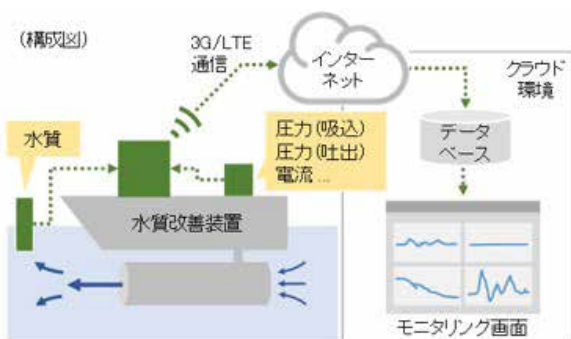 (構成図)
3G/LTE
通信
インター
ネット
クラウド
環境
水質
圧力(吸込)
圧力(吐出)
電流 ...
データ
ベース
水質改善装置
モニタリング画面